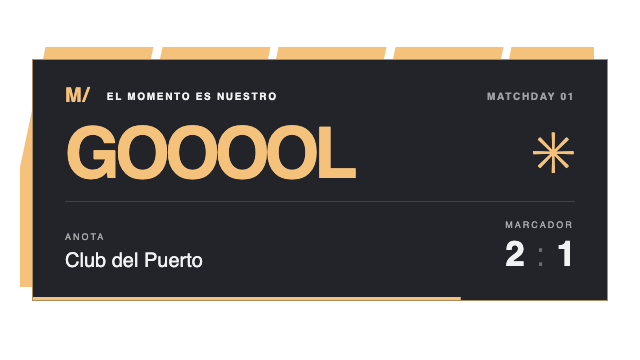 M/ EL MOMENTO ES NUESTRO MATCHDAY 01
GOOOOL
ANOTA
Club del Puerto
MARCADOR
2 : 1